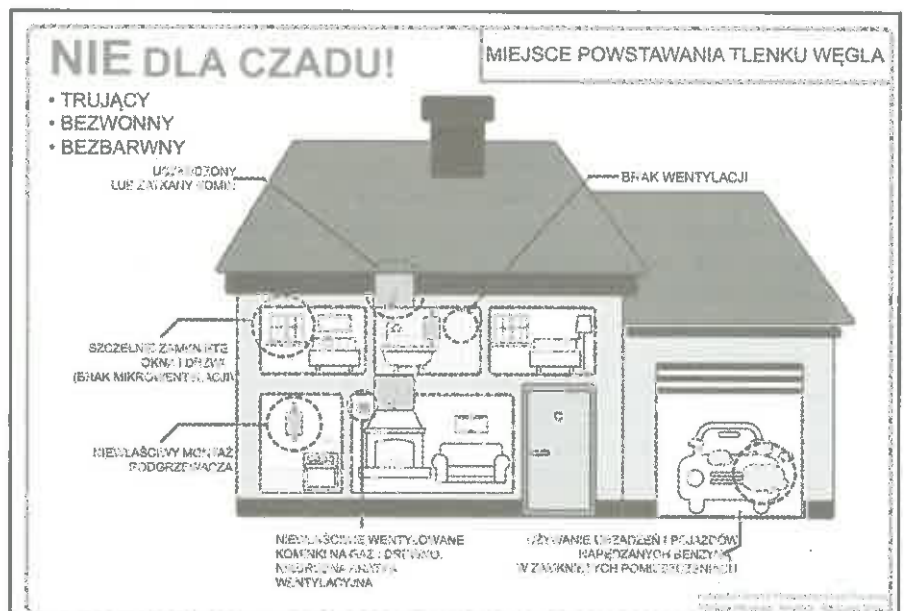 NIE DLA CZADU!
MIEJSCE POWSTAWANIA TLENKU WĘGLA
• TRUJĄCY
• BEZWONNY
• BEZBARWNY
USZKODZONY
LUB ZATKANY KOMIN
BRAK WENTYLACJI
SZCZELNIE ZAMKNIĘTE
OKNA I DRZWI
(BRAK MIKROWENTYLACJI)
NIEWŁAŚCIWY MONTAŻ
PODGRZEWACZA
NIEWŁAŚCIWIE WENTYLOWANE
KOMINKI NA GAZ I DREWNO,
KRATKA
WENTYLACYJNA
UŻYWANIE URZĄDZEŃ I POJAZDÓW
NAPĘDZANYCH BENZYNĄ
W ZAMKNIĘTYCH POMIESZCZENIACH